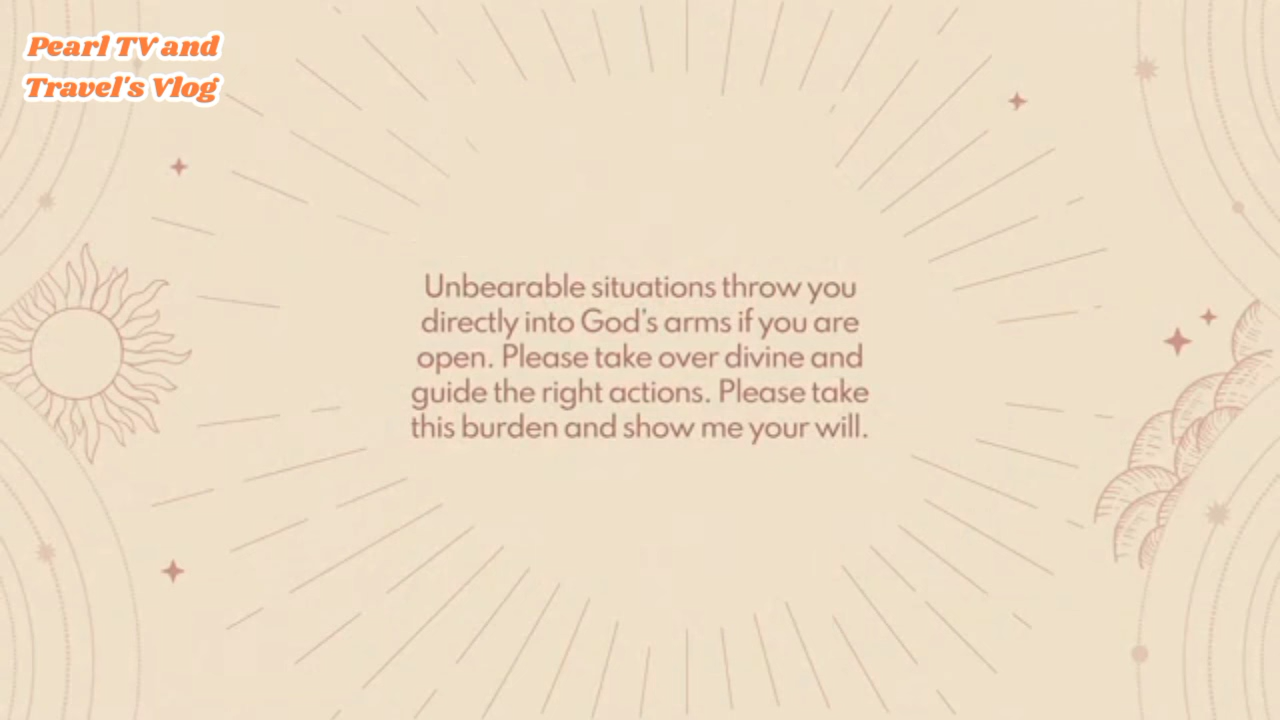 Pearl TV and
Travel's Vlog
Unbearable situations throw you
directly into God's arms if you are
open. Please take over divine and
guide the right actions. Please take
this burden and show me your will.